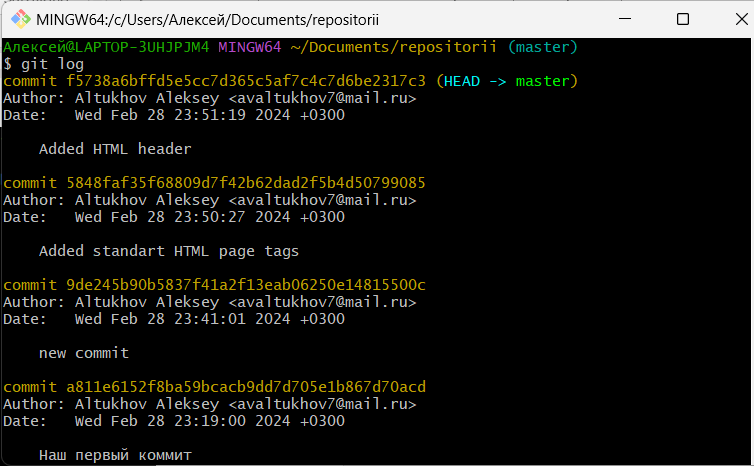 MINGW64:/c/Users/Алексей/Documents/repositorii
Алексей@LAPTOP-3UHJPJM4 MINGW64 ~/Documents/repositorii (master)
$ git log
commit f5738a6bffd5e5cc7d365c5af7c4c7d6be2317c3 (HEAD -> master)
Author: Altukhov Aleksey <avaltukhov7@mail.ru>
Date:   Wed Feb 28 23:51:19 2024 +0300
Added HTML header
commit 5848faf35f68809d7f42b62dad2f5b4d50799085
Author: Altukhov Aleksey <avaltukhov7@mail.ru>
Date:   Wed Feb 28 23:50:27 2024 +0300
Added standart HTML page tags
commit 9de245b90b5837f41a2f13eab06250e14815500c
Author: Altukhov Aleksey <avaltukhov7@mail.ru>
Date:   Wed Feb 28 23:41:01 2024 +0300
new commit
commit a811e6152f8ba59bcacb9dd7d705e1b867d70acd
Author: Altukhov Aleksey <avaltukhov7@mail.ru>
Date:   Wed Feb 28 23:19:00 2024 +0300
Наш первый коммит